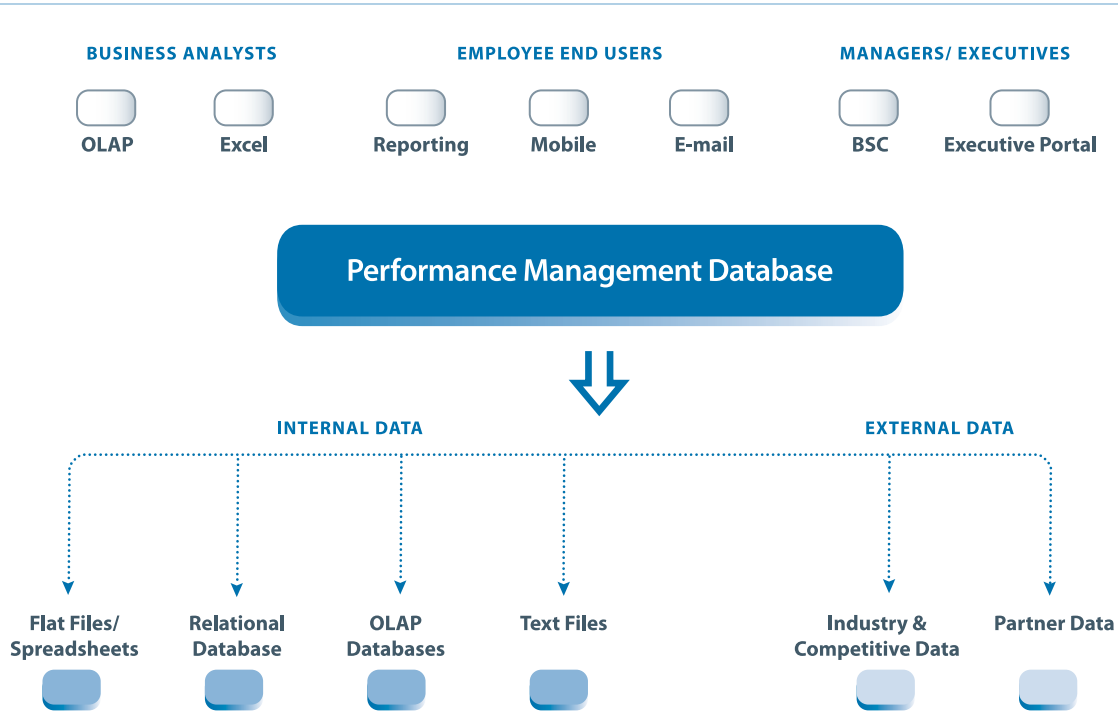 BUSINESS ANALYSTS
EMPLOYEE END USERS
MANAGERS/ EXECUTIVES
OLAP
Excel
Reporting
Mobile
E-mail
BSC
Executive Portal
Performance Management Database
INTERNAL DATA
EXTERNAL DATA
Flat Files/
Spreadsheets
Relational
Database
OLAP
Databases
Text Files
Industry &
Competitive Data
Partner Data